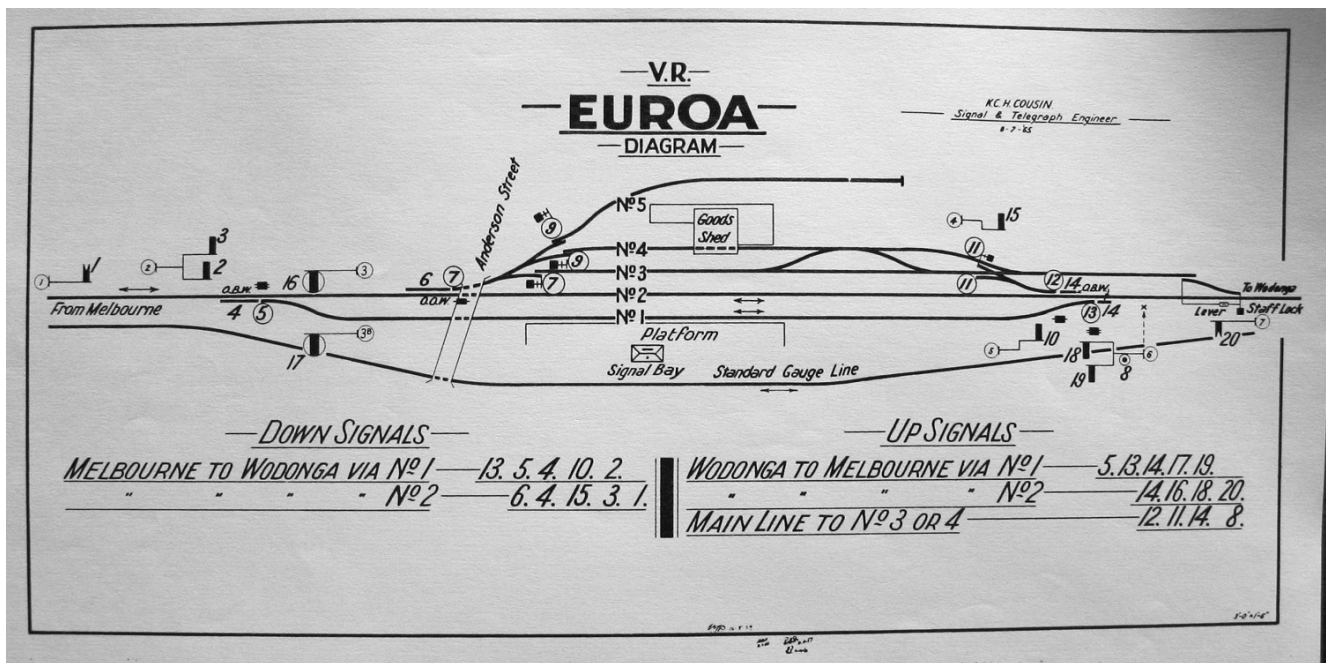 V.R.
EUROA
DIAGRAM
K.C.H. COUSIN.
Signal & Telegraph Engineer
8-7-'65
Anderson Street
Nº5
Goods
Shed
4
15
3
2
2
1
1
16
3
9
Nº4
11
9
Nº3
11
6
7
7
12
14
O.B.W.
O.B.W.
O.O.W.
Nº2
To Wodonga
From Melbourne
4
5
Nº1
13
14
Lever
Staff Lock
Platform
17
3B
10
5
18
19
8
6
20
7
Signal Bay
Standard Gauge Line
DOWN SIGNALS
MELBOURNE TO WODONGA VIA Nº1 13. 5. 4. 10. 2.
" " " " Nº2 6. 4. 15. 3. 1.
UP SIGNALS
WODONGA TO MELBOURNE VIA Nº1 5.13.14.17.19.
" " " " Nº2 14.16.18.20.
MAIN LINE TO Nº3 OR 4 12. 11. 14. 8.